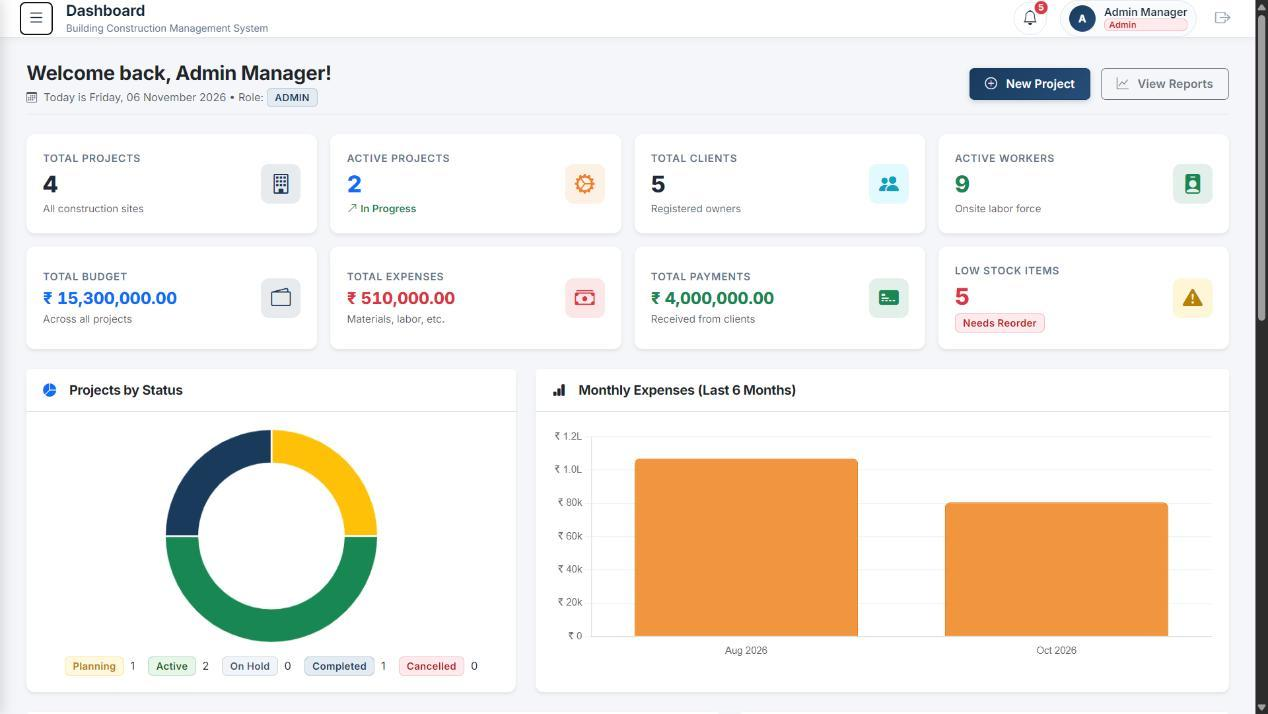 Dashboard
Building Construction Management System
5
A
Admin Manager
Admin
Welcome back, Admin Manager!
Today is Friday, 06 November 2026 • Role: ADMIN
New Project
View Reports
TOTAL PROJECTS
4
All construction sites
ACTIVE PROJECTS
2
↗ In Progress
TOTAL CLIENTS
5
Registered owners
ACTIVE WORKERS
9
Onsite labor force
TOTAL BUDGET
₹ 15,300,000.00
Across all projects
TOTAL EXPENSES
₹ 510,000.00
Materials, labor, etc.
TOTAL PAYMENTS
₹ 4,000,000.00
Received from clients
LOW STOCK ITEMS
5
Needs Reorder
Projects by Status
Planning 1 Active 2 On Hold 0 Completed 1 Cancelled 0
Monthly Expenses (Last 6 Months)
₹ 1.2L
₹ 1.0L
₹ 80k
₹ 60k
₹ 40k
₹ 20k
₹ 0
Aug 2026 Oct 2026